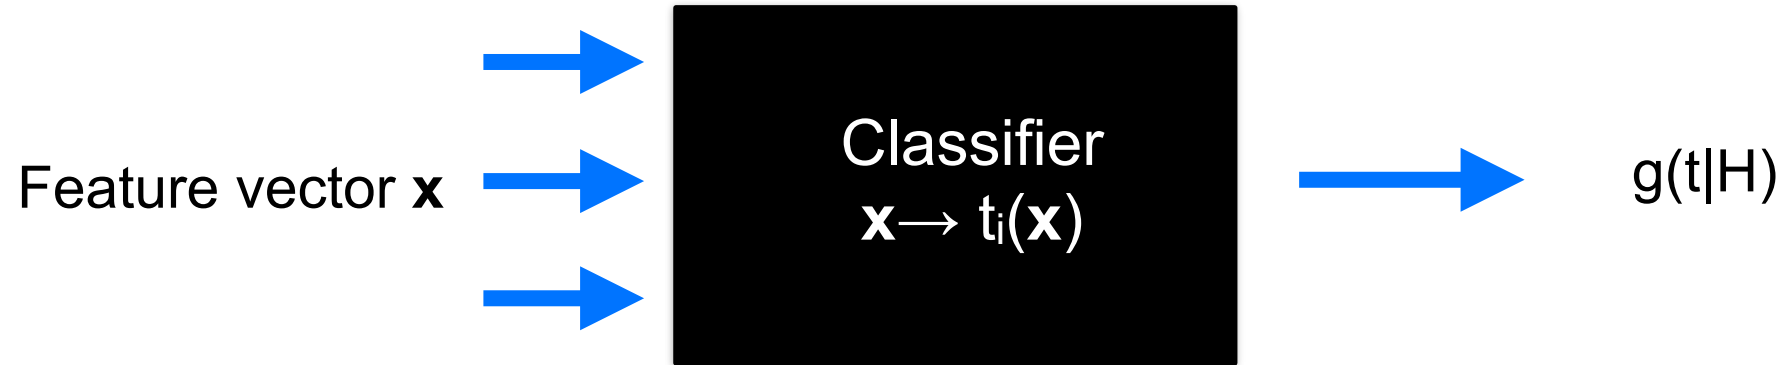 Feature vector x
Classifier
x→ tᵢ(x)
g(t|H)